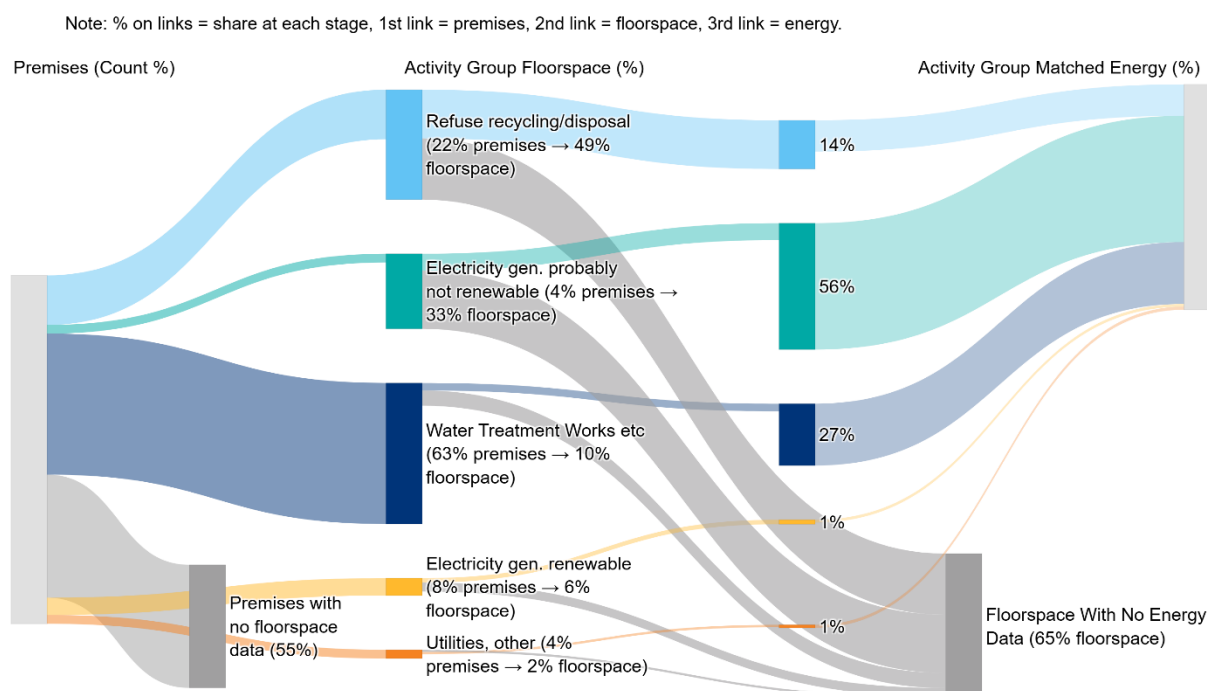 Note: % on links = share at each stage, 1st link = premises, 2nd link = floorspace, 3rd link = energy.
Premises (Count %)
Activity Group Floorspace (%)
Activity Group Matched Energy (%)
Refuse recycling/disposal
(22% premises → 49%
floorspace)
14%
Electricity gen. probably
not renewable (4% premises →
33% floorspace)
56%
Water Treatment Works etc
(63% premises → 10%
floorspace)
27%
Electricity gen. renewable
(8% premises → 6%
floorspace)
1%
Premises with
no floorspace
data (55%)
Utilities, other (4%
premises → 2% floorspace)
1%
Floorspace With No Energy
Data (65% floorspace)